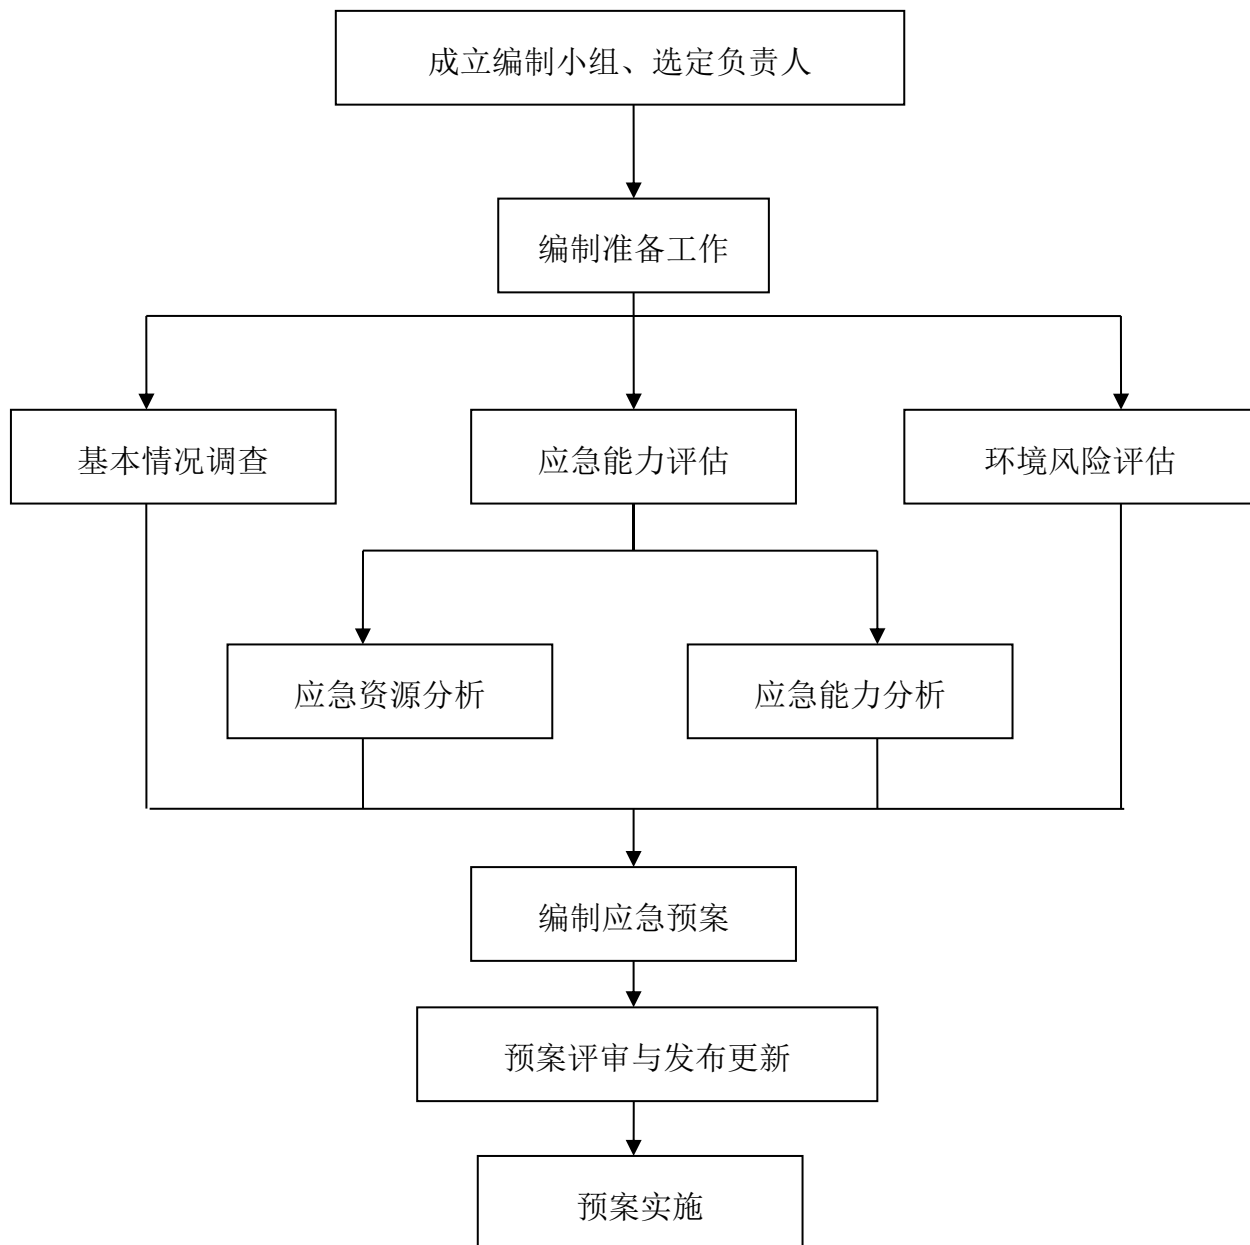 成立编制小组、选定负责人
编制准备工作
基本情况调查
应急能力评估
环境风险评估
应急资源分析
应急能力分析
编制应急预案
预案评审与发布更新
预案实施